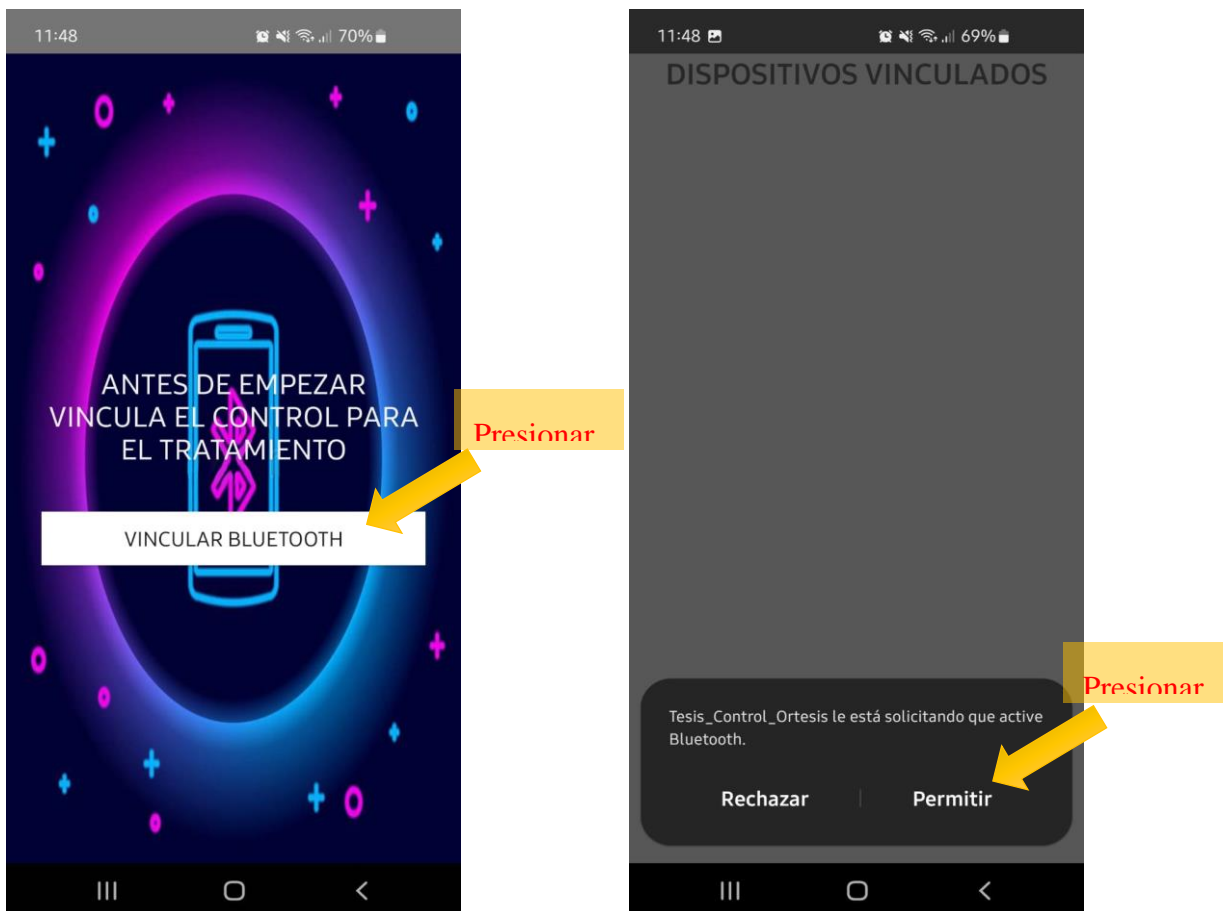 11:48 70%
ANTES DE EMPEZAR
VINCULA EL CONTROL PARA
EL TRATAMIENTO
VINCULAR BLUETOOTH
Presionar
11:48 69%
DISPOSITIVOS VINCULADOS
Tesis_Control_Ortesis le está solicitando que active
Bluetooth.
Rechazar Permitir
Presionar